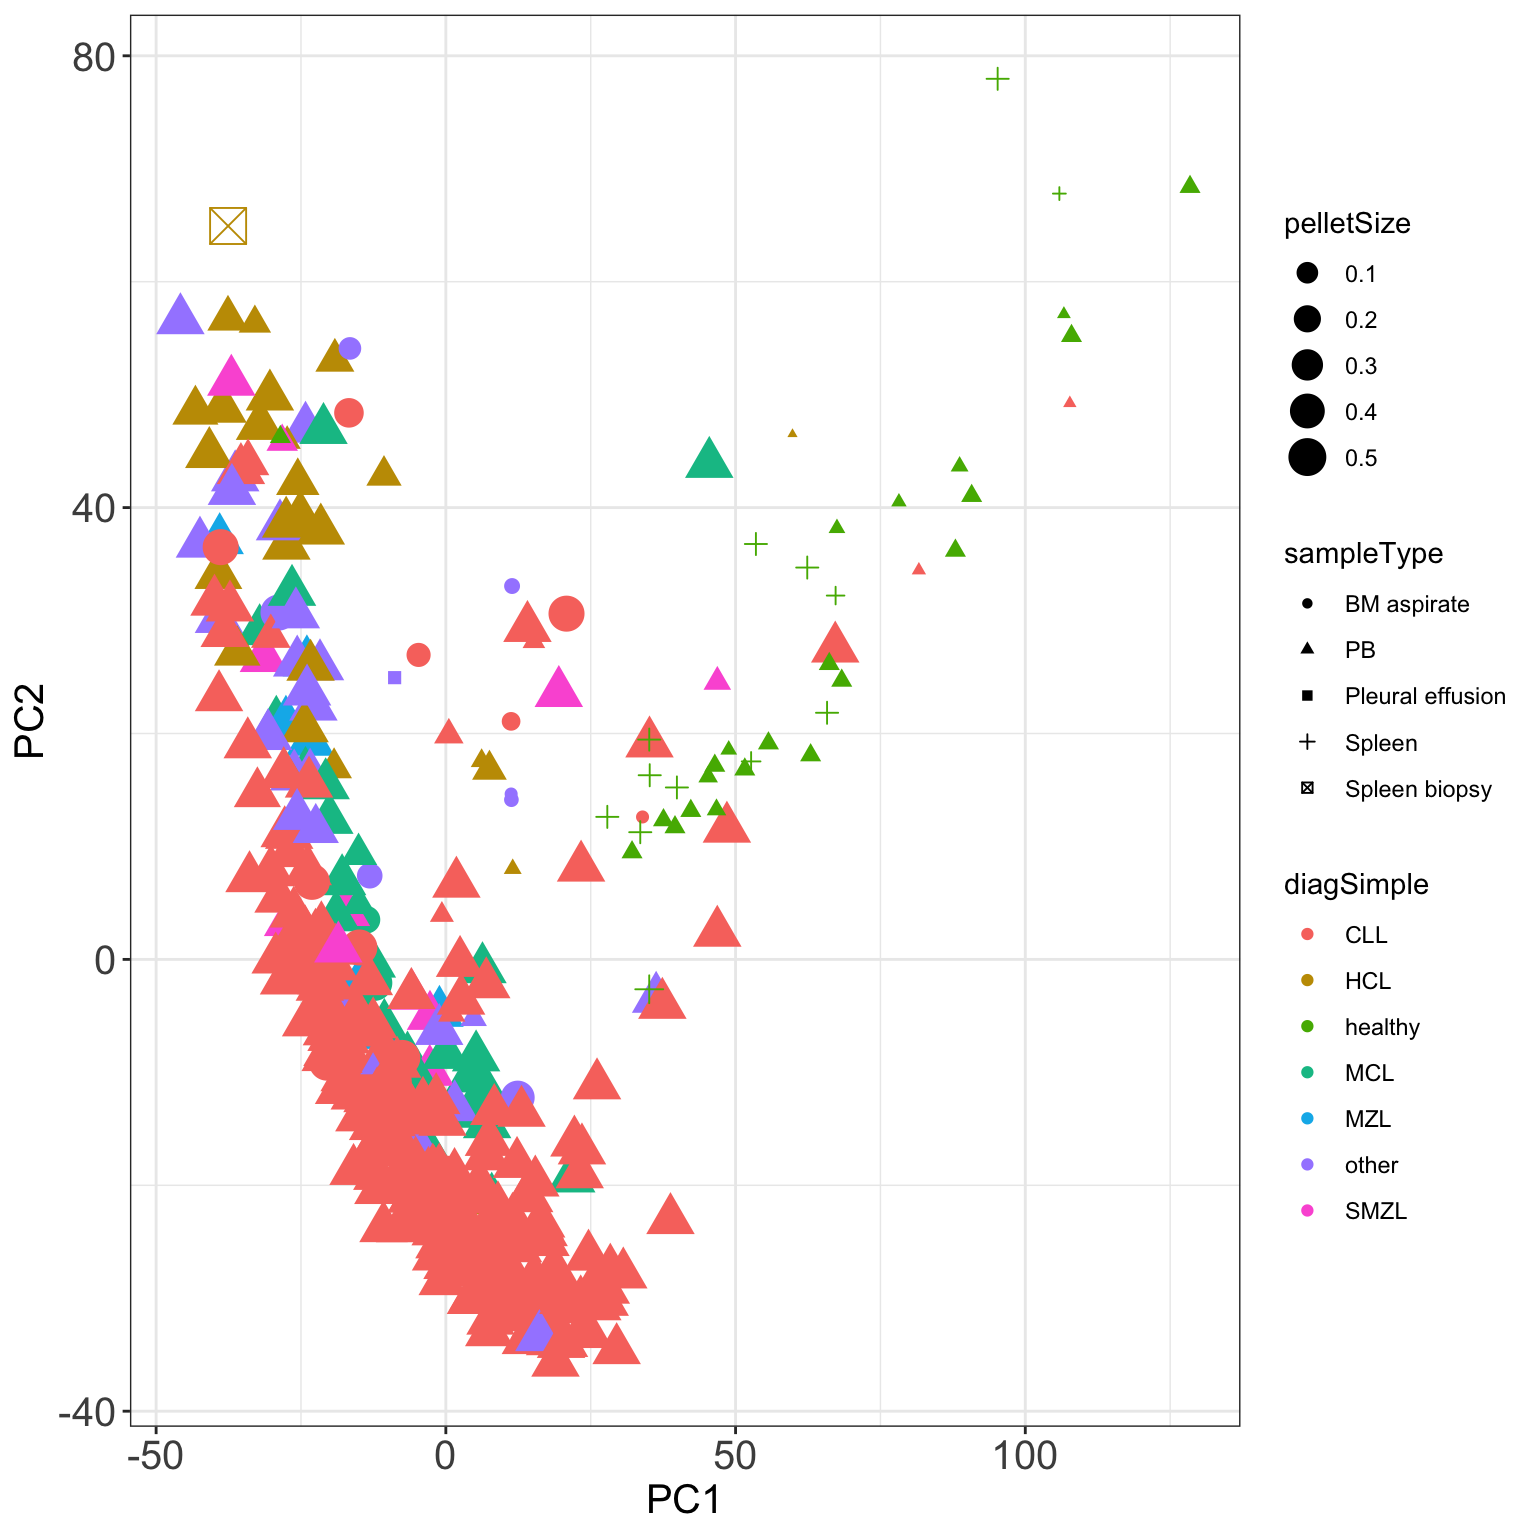 80
40
0
-40
-50
0
50
100
PC1
PC2
pelletSize
0.1
0.2
0.3
0.4
0.5
sampleType
BM aspirate
PB
Pleural effusion
Spleen
Spleen biopsy
diagSimple
CLL
HCL
healthy
MCL
MZL
other
SMZL